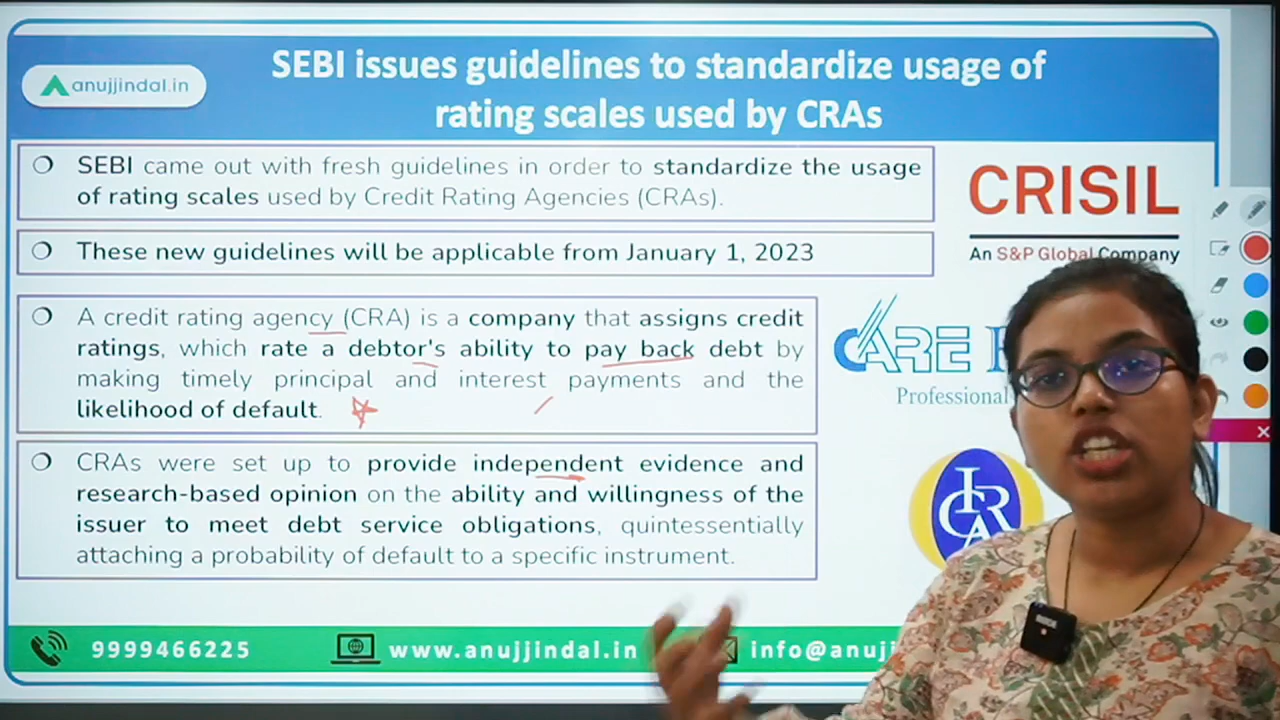 SEBI issues guidelines to standardize usage of
rating scales used by CRAs
anujjindal.in
SEBI came out with fresh guidelines in order to standardize the usage
of rating scales used by Credit Rating Agencies (CRAs).
These new guidelines will be applicable from January 1, 2023
A credit rating agency (CRA) is a company that assigns credit
ratings, which rate a debtor's ability to pay back debt by
making timely principal and interest payments and the
likelihood of default.
CRAs were set up to provide independent evidence and
research-based opinion on the ability and willingness of the
issuer to meet debt service obligations, quintessentially
attaching a probability of default to a specific instrument.
CRISIL
An S&P Global Company
CARE R
Professional
ICRA
9999466225
www.anujjindal.in
info@anujj